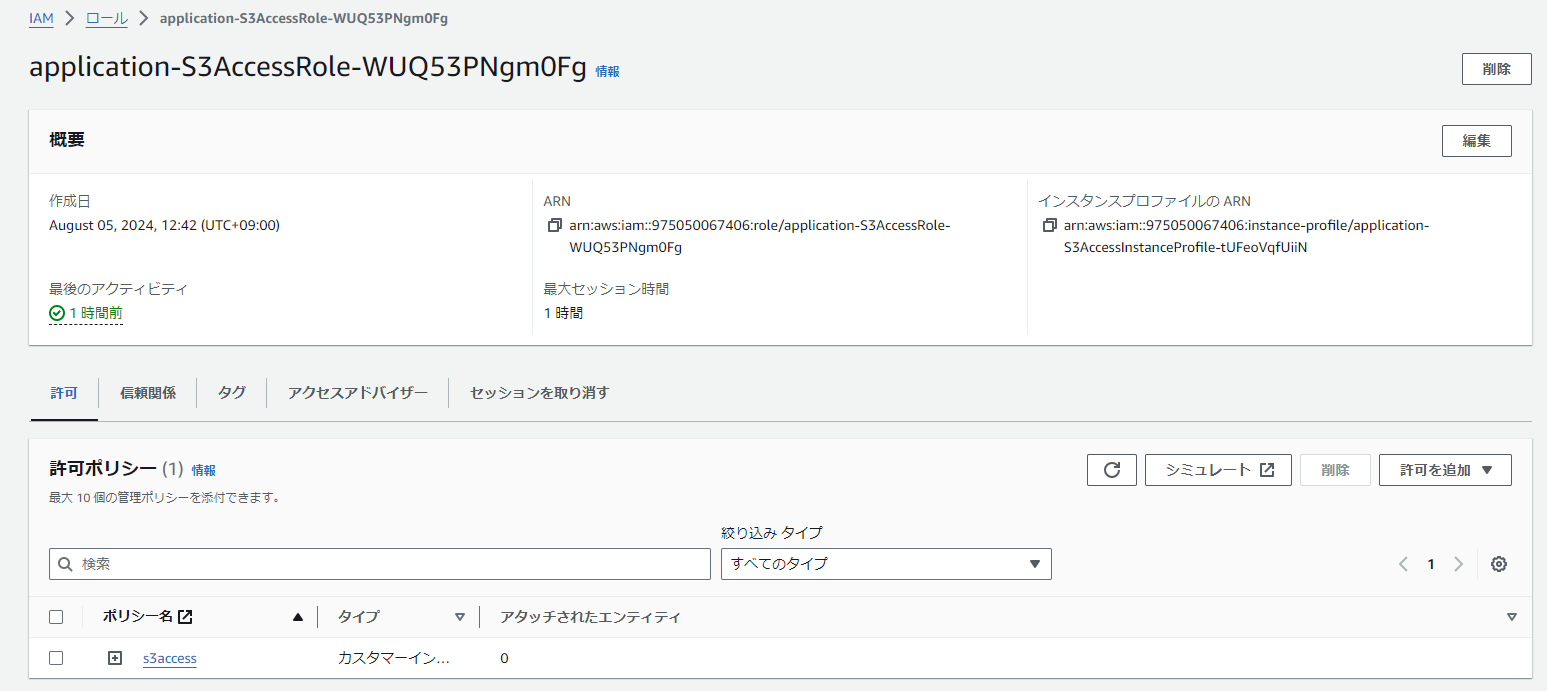 IAM > ロール > application-S3AccessRole-WUQ53PNgm0Fg
application-S3AccessRole-WUQ53PNgm0Fg 情報
削除
概要
編集
作成日
August 05, 2024, 12:42 (UTC+09:00)
ARN
arn:aws:iam::975050067406:role/application-S3AccessRole-
WUQ53PNgm0Fg
インスタンスプロファイルの ARN
arn:aws:iam::975050067406:instance-profile/application-
S3AccessInstanceProfile-tUFeoVqfUiiN
最後のアクティビティ
1 時間前
最大セッション時間
1 時間
許可 信頼関係 タグ アクセスアドバイザー セッションを取り消す
許可ポリシー (1) 情報
最大 10 個の管理ポリシーを添付できます。
シミュレート 削除 許可を追加
絞り込み タイプ
検索 すべてのタイプ 1
ポリシー名 タイプ アタッチされたエンティティ
s3access カスタマーイン... 0